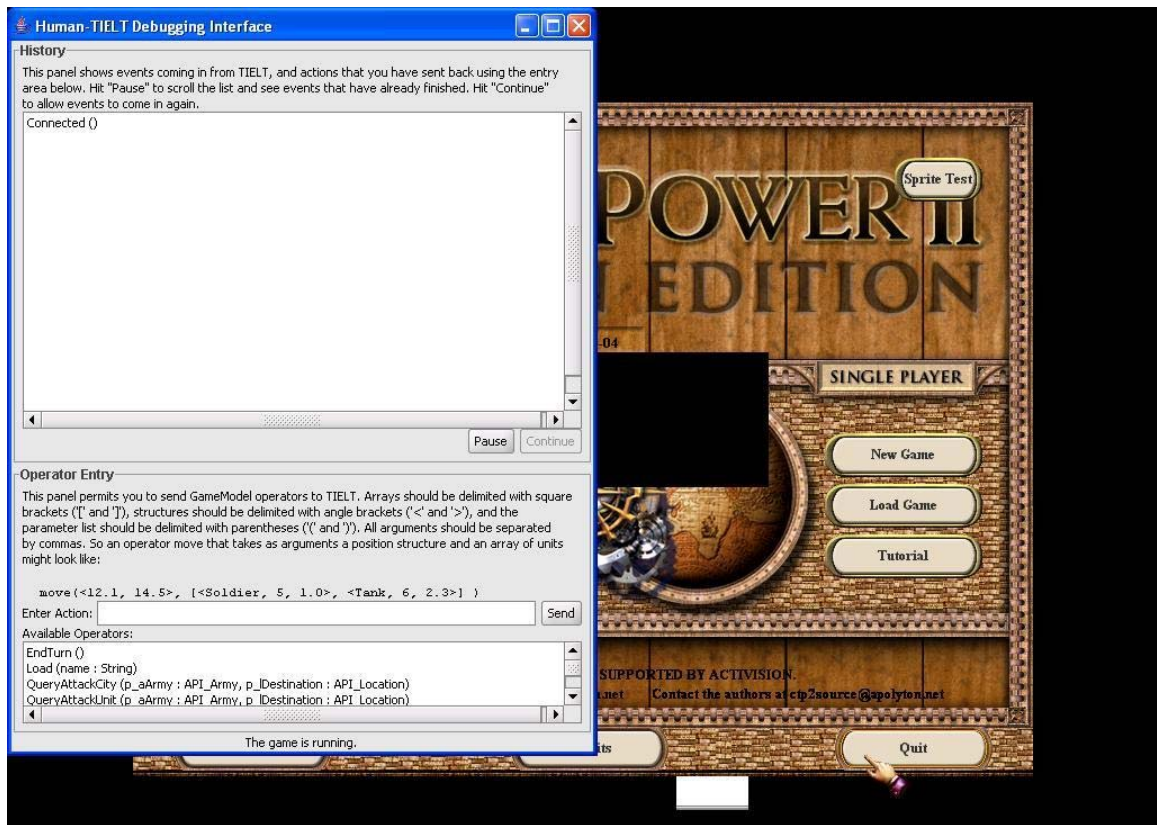 Human-TIELT Debugging Interface
History
This panel shows events coming in from TIELT, and actions that you have sent back using the entry
area below. Hit "Pause" to scroll the list and see events that have already finished. Hit "Continue"
to allow events to come in again.
Connected ()
Pause
Continue
Operator Entry
This panel permits you to send GameModel operators to TIELT. Arrays should be delimited with square
brackets ('[' and ']'), structures should be delimited with angle brackets ('<' and '>'), and the
parameter list should be delimited with parentheses ('(' and ')'). All arguments should be separated
by commas. So an operator move that takes as arguments a position structure and an array of units
might look like:
move(<12.1, 14.5>, [<Soldier, 5, 1.0>, <Tank, 6, 2.3>] )
Enter Action:
Send
Available Operators:
EndTurn ()
Load (name : String)
QueryAttackCity (p_aArmy : API_Army, p_lDestination : API_Location)
QueryAttackUnit (p_aArmy : API_Army, p_lDestination : API_Location)
The game is running.
Sprite Test
POWER II
EDITION
-04
SINGLE PLAYER
New Game
Load Game
Tutorial
SUPPORTED BY ACTIVISION.
.net Contact the authors at ctp2source@apolyton.net
its
Quit